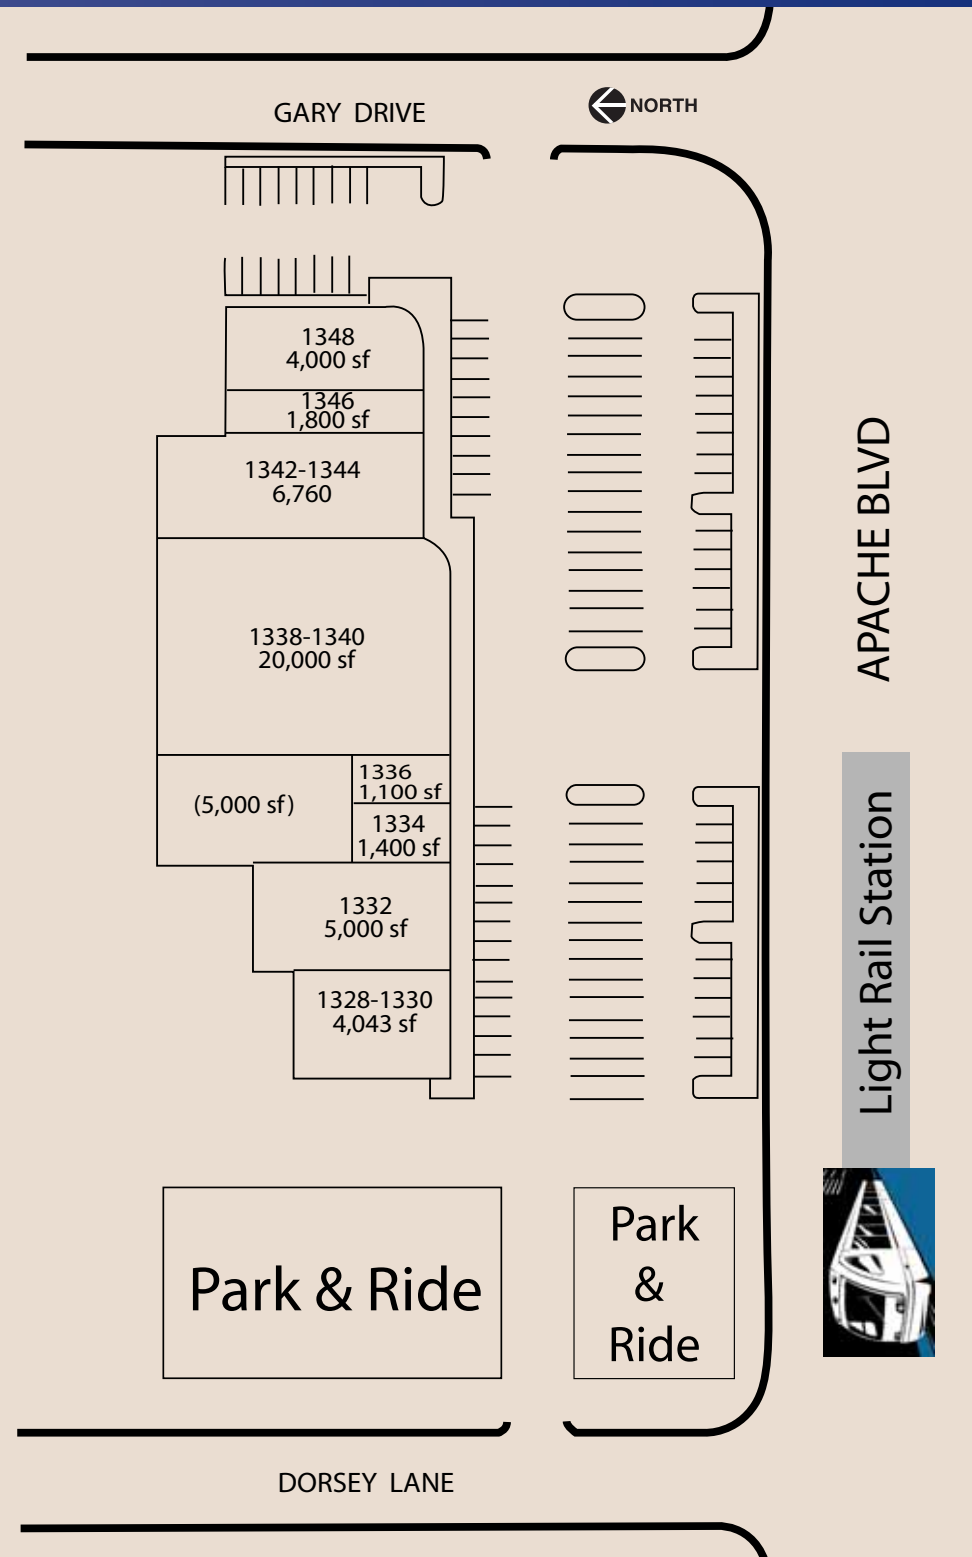 GARY DRIVE
NORTH
1348
4,000 sf
1346
1,800 sf
1342-1344
6,760
1338-1340
20,000 sf
1336
1,100 sf
(5,000 sf)
1334
1,400 sf
1332
5,000 sf
1328-1330
4,043 sf
APACHE BLVD
Light Rail Station
Park & Ride
Park
&
Ride
DORSEY LANE